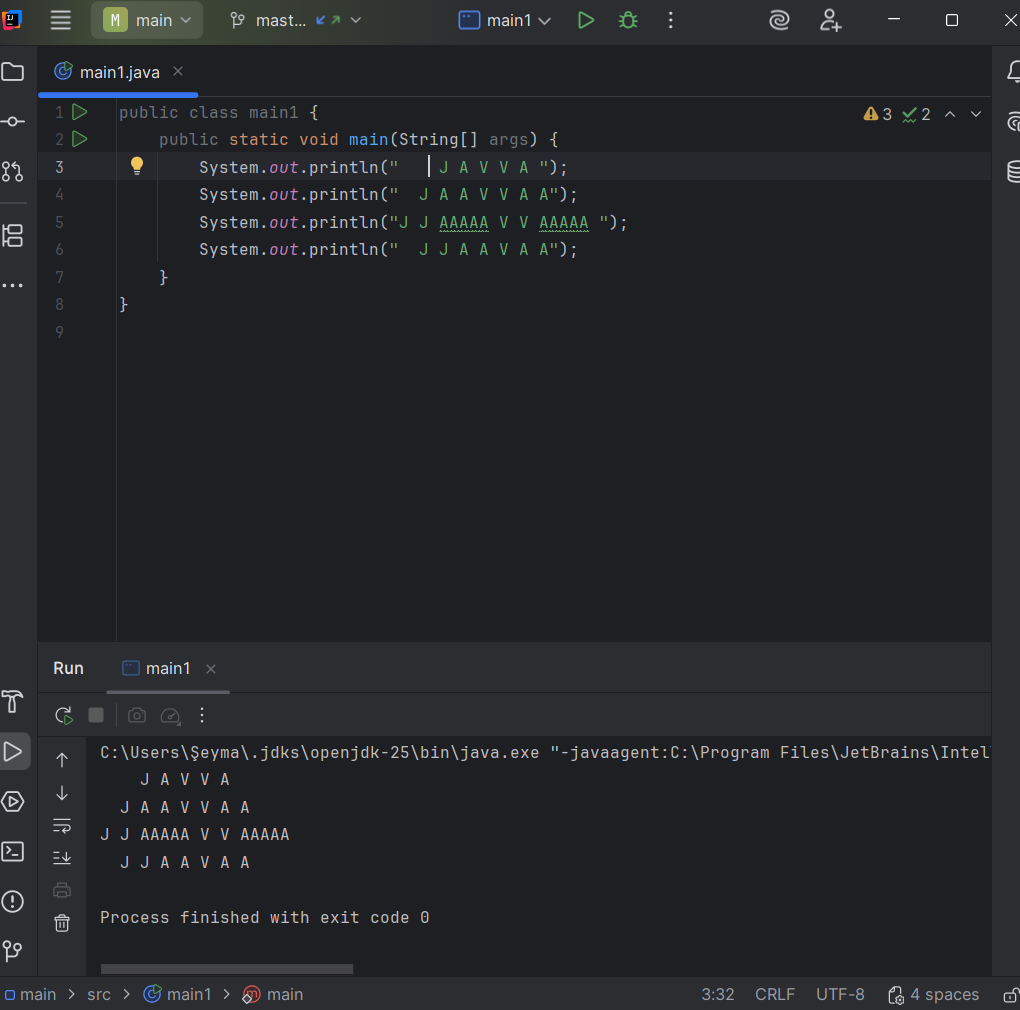 M main mast... main1
main1.java
1 public class main1 {
3 2
2     public static void main(String[] args) {
3         System.out.println("    J A V V A ");
4         System.out.println("  J A A V V A A");
5         System.out.println("J J AAAAA V V AAAAA ");
6         System.out.println("  J J A A V A A");
7     }
8 }
9
Run main1
C:\Users\Şeyma\.jdks\openjdk-25\bin\java.exe "-javaagent:C:\Program Files\JetBrains\Intel
    J A V V A
  J A A V V A A
J J AAAAA V V AAAAA
  J J A A V A A
Process finished with exit code 0
main > src > main1 > m main 3:32 CRLF UTF-8 4 spaces